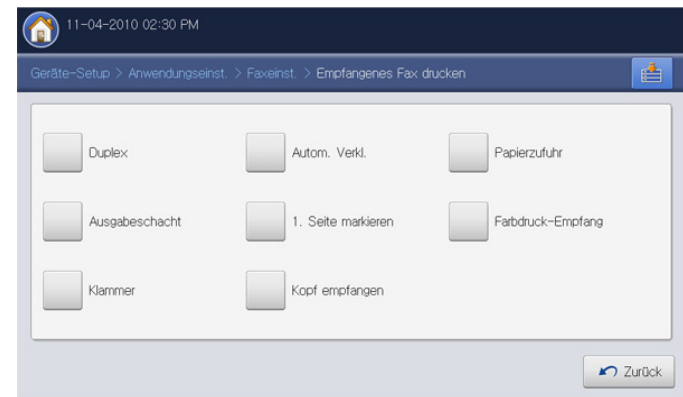 11-04-2010 02:30 PM
Geräte-Setup > Anwendungseinst. > Faxeinst. > Empfangenes Fax drucken
Duplex
Autom. Verkl.
Papierzufuhr
Ausgabeschacht
1. Seite markieren
Farbdruck-Empfang
Klammer
Kopf empfangen
Zurück